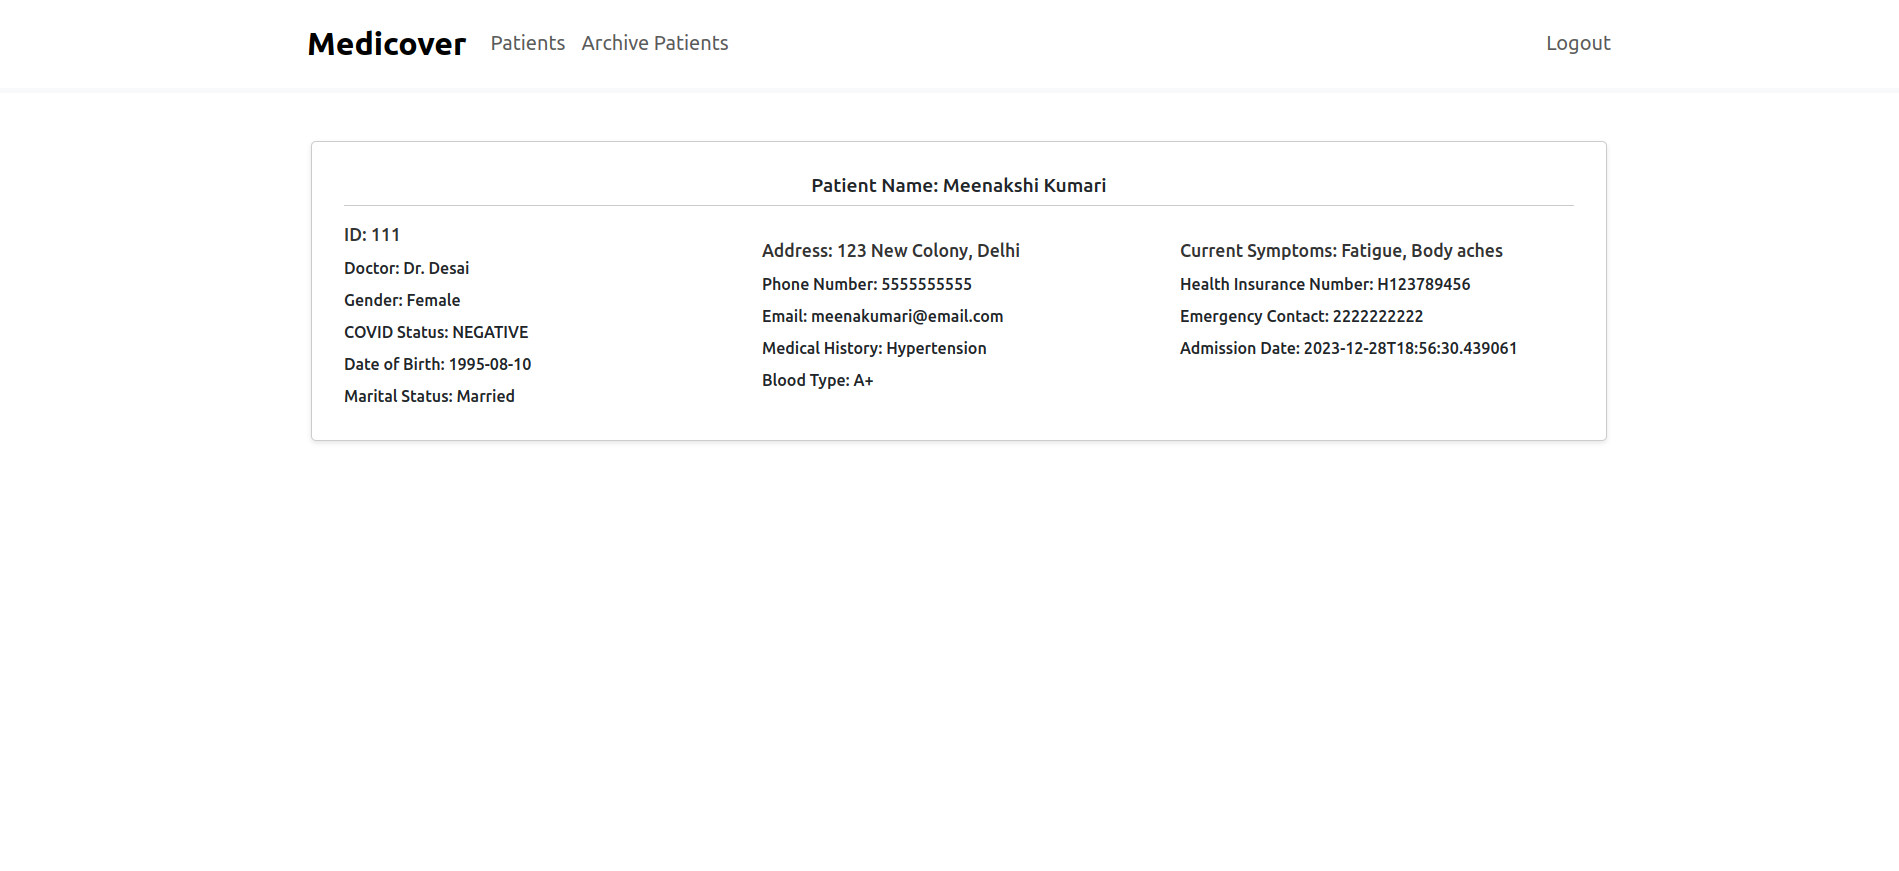 Medicover Patients Archive Patients Logout
Patient Name: Meenakshi Kumari
ID: 111
Doctor: Dr. Desai
Gender: Female
COVID Status: NEGATIVE
Date of Birth: 1995-08-10
Marital Status: Married
Address: 123 New Colony, Delhi
Phone Number: 5555555555
Email: meenakumari@email.com
Medical History: Hypertension
Blood Type: A+
Current Symptoms: Fatigue, Body aches
Health Insurance Number: H123789456
Emergency Contact: 2222222222
Admission Date: 2023-12-28T18:56:30.439061